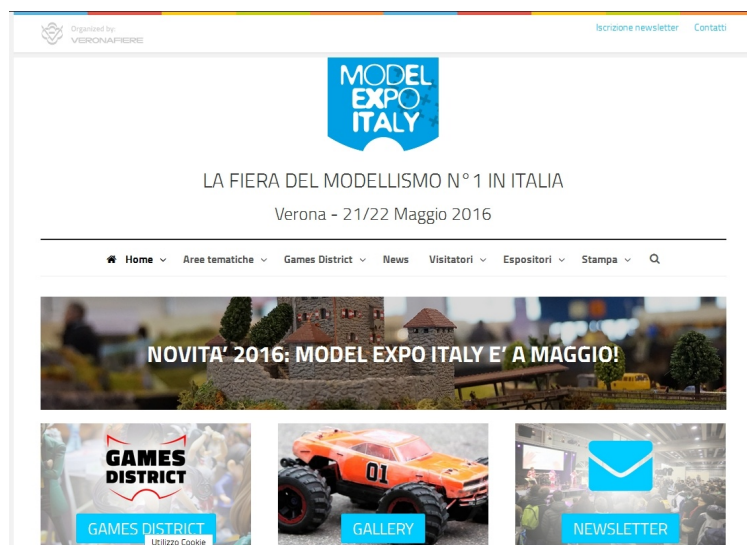 Organized by:
VERONAFIERE
Iscrizione newsletter Contatti
MODEL
EXPO
ITALY
LA FIERA DEL MODELLISMO N°1 IN ITALIA
Verona - 21/22 Maggio 2016
Home Aree tematiche Games District News Visitatori Espositori Stampa
NOVITA' 2016: MODEL EXPO ITALY E' A MAGGIO!
GAMES
DISTRICT
01
GAMES DISTRICT GALLERY NEWSLETTER
Utilizzo Cookie